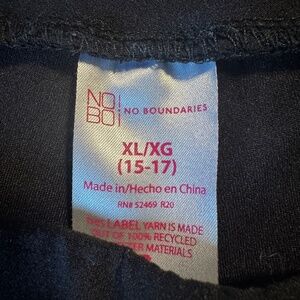 NO
BO
NO BOUNDARIES
XL/XG
(15-17)
Made in/Hecho en China
RN# 52469 R20
THIS LABEL YARN IS MADE
OUT OF 100% RECYCLED
MATERIALS